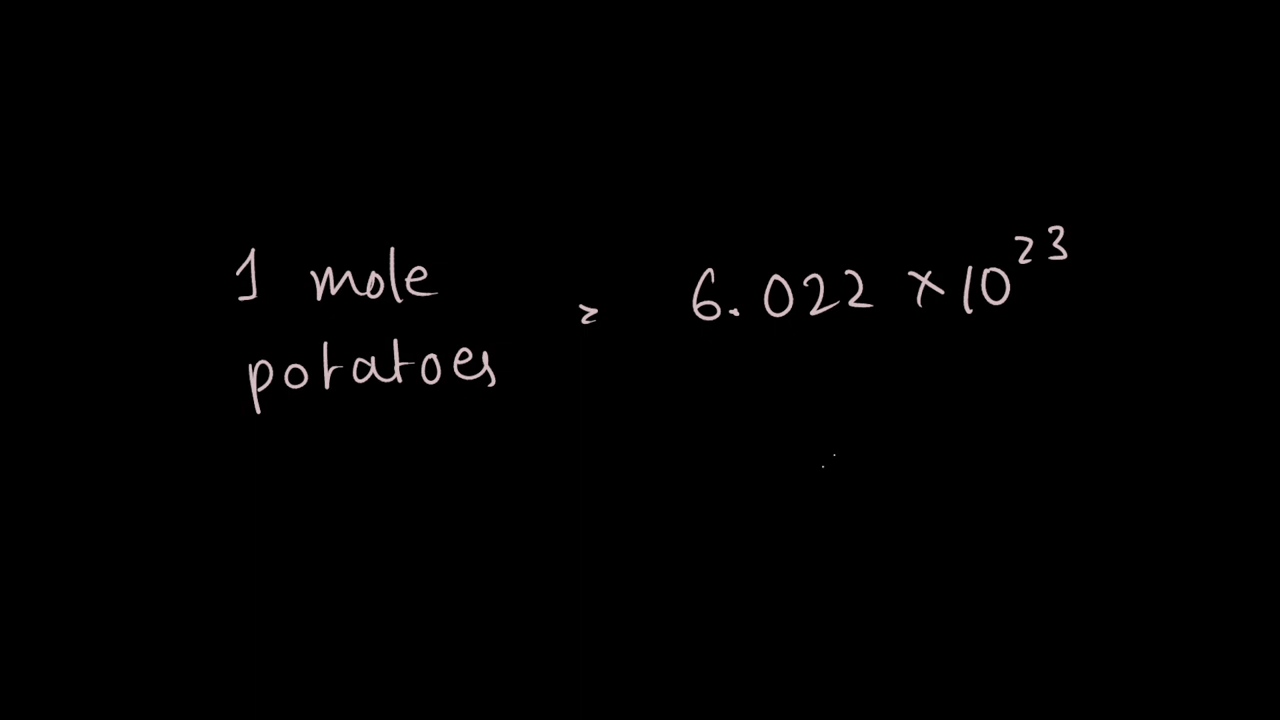 1 mole = 6.022 × 10²³
potatoes